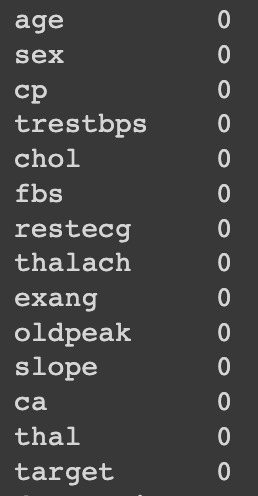 age 0
sex 0
cp 0
trestbps 0
chol 0
fbs 0
restecg 0
thalach 0
exang 0
oldpeak 0
slope 0
ca 0
thal 0
target 0